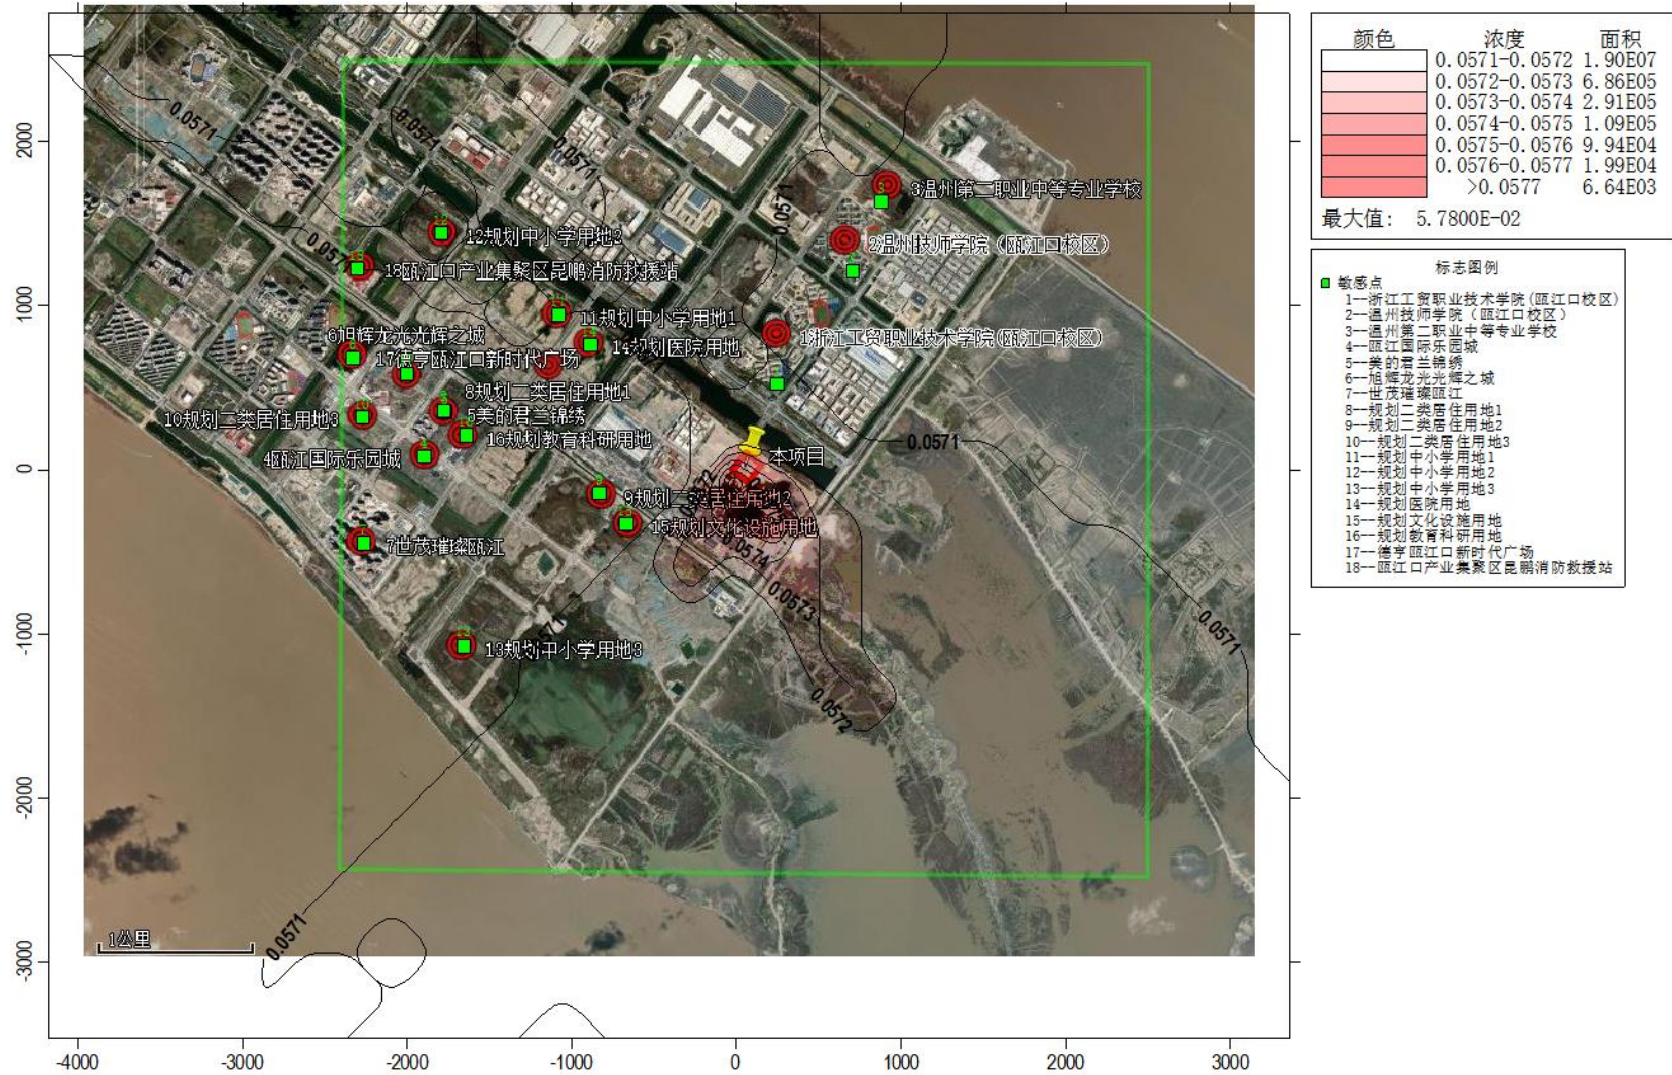 颜色 浓度 面积
0.0571-0.0572 1.90E07
0.0572-0.0573 6.86E05
0.0573-0.0574 2.91E05
0.0574-0.0575 1.09E05
0.0575-0.0576 9.94E04
0.0576-0.0577 1.99E04
>0.0577 6.64E03
最大值: 5.7800E-02
标志图例
敏感点
1--浙江工贸职业技术学院(瓯江口校区)
2--温州技师学院（瓯江口校区）
3--温州第二职业中等专业学校
4--瓯江国际乐园城
5--美的君兰锦绣
6--旭辉龙光光辉之城
7--世茂璀璨瓯江
8--规划二类居住用地1
9--规划二类居住用地2
10--规划二类居住用地3
11--规划中小学用地1
12--规划中小学用地2
13--规划中小学用地3
14--规划医院用地
15--规划文化设施用地
16--规划教育科研用地
17--德亨瓯江口新时代广场
18--瓯江口产业集聚区昆鹏消防救援站
0.0571
0.0571
0.0571
0.0571
0.0571
3温州第二职业中等专业学校
12规划中小学用地2
2温州技师学院（瓯江口校区）
18瓯江口产业集聚区昆鹏消防救援站
11规划中小学用地1
6旭辉龙光光辉之城
1浙江工贸职业技术学院(瓯江口校区)
14规划医院用地
17德亨瓯江口新时代广场
8规划二类居住用地1
10规划二类居住用地3
5美的君兰锦绣
16规划教育科研用地
0.0571
4瓯江国际乐园城
本项目
0.0572
9规划二类居住用地2
15规划文化设施用地
7世茂璀璨瓯江
0.0574
0.0573
0.0571
0.0571
13规划中小学用地3
0.0572
0.0571
1公里
2000
1000
0
-1000
-2000
-3000
-4000 -3000 -2000 -1000 0 1000 2000 3000